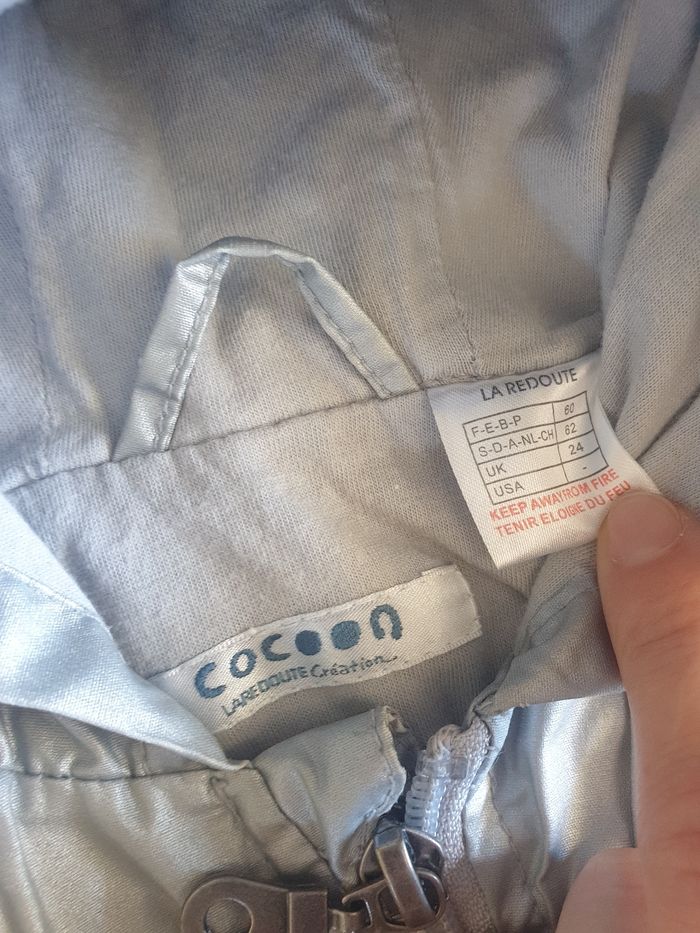 LA REDOUTE
F-E-B-P 60
S-D-A-NL-CH 62
UK 24
USA -
KEEP AWAY FROM FIRE
TENIR ELOIGIE DU FEU
cocoon
LA REDOUTE Création